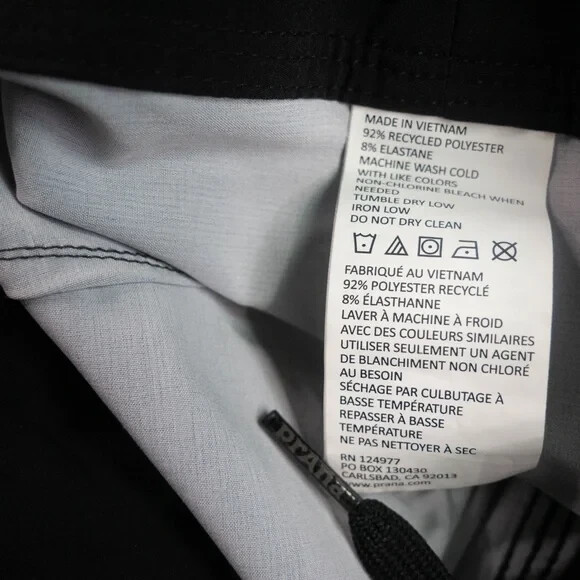 MADE IN VIETNAM
92% RECYCLED POLYESTER
8% ELASTANE
MACHINE WASH COLD
WITH LIKE COLORS
NON-CHLORINE BLEACH WHEN
NEEDED
TUMBLE DRY LOW
IRON LOW
DO NOT DRY CLEAN
FABRIQUÉ AU VIETNAM
92% POLYESTER RECYCLÉ
8% ÉLASTHANNE
LAVER À MACHINE À FROID
AVEC DES COULEURS SIMILAIRES
UTILISER SEULEMENT UN AGENT
DE BLANCHIMENT NON CHLORÉ
AU BESOIN
SÉCHAGE PAR CULBUTAGE À
BASSE TEMPÉRATURE
REPASSER À BASSE
TEMPÉRATURE
NE PAS NETTOYER À SEC
RN 124977
PO BOX 130430
CARLSBAD, CA 92013
www.prana.com
prana